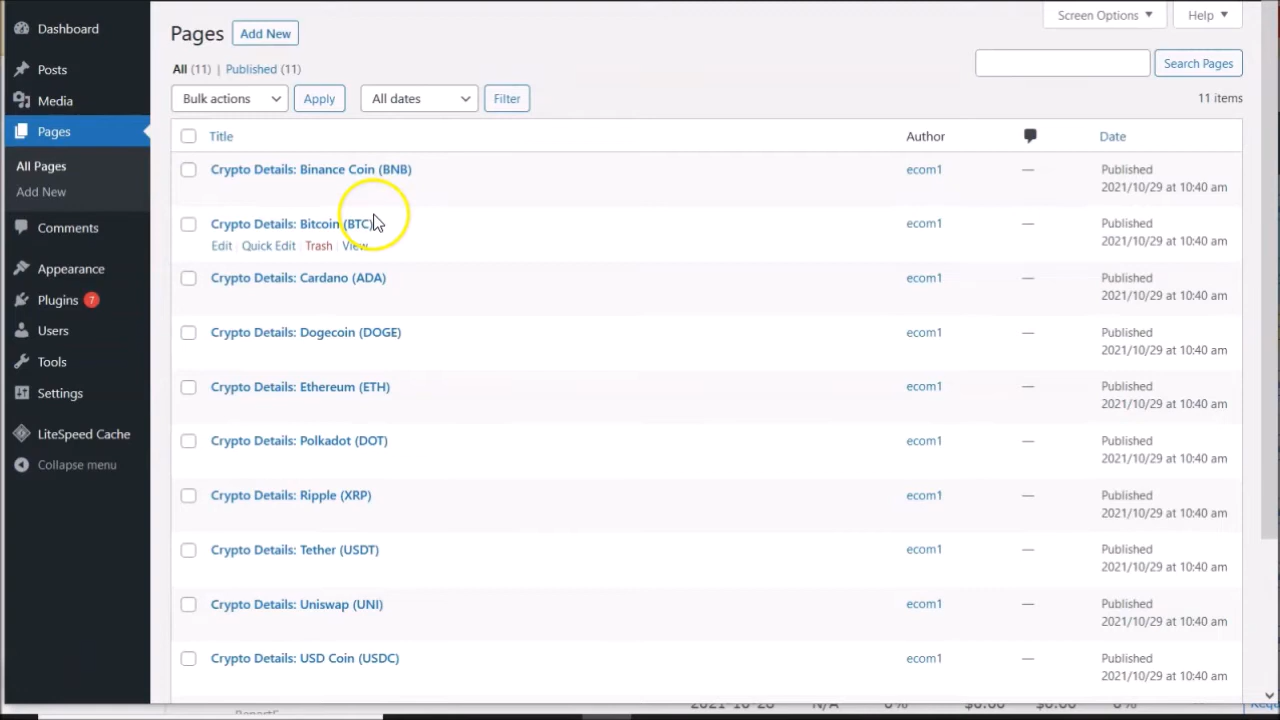 Dashboard
Posts
Media
Pages
All Pages
Add New
Comments
Appearance
Plugins 7
Users
Tools
Settings
LiteSpeed Cache
Collapse menu
Screen Options Help
Pages Add New
All (11) | Published (11)
Search Pages
Bulk actions Apply All dates Filter 11 items
Title Author Date
Crypto Details: Binance Coin (BNB) ecom1 — Published
2021/10/29 at 10:40 am
Crypto Details: Bitcoin (BTC) ecom1 — Published
2021/10/29 at 10:40 am
Edit | Quick Edit | Trash | View
Crypto Details: Cardano (ADA) ecom1 — Published
2021/10/29 at 10:40 am
Crypto Details: Dogecoin (DOGE) ecom1 — Published
2021/10/29 at 10:40 am
Crypto Details: Ethereum (ETH) ecom1 — Published
2021/10/29 at 10:40 am
Crypto Details: Polkadot (DOT) ecom1 — Published
2021/10/29 at 10:40 am
Crypto Details: Ripple (XRP) ecom1 — Published
2021/10/29 at 10:40 am
Crypto Details: Tether (USDT) ecom1 — Published
2021/10/29 at 10:40 am
Crypto Details: Uniswap (UNI) ecom1 — Published
2021/10/29 at 10:40 am
Crypto Details: USD Coin (USDC) ecom1 — Published
2021/10/29 at 10:40 am